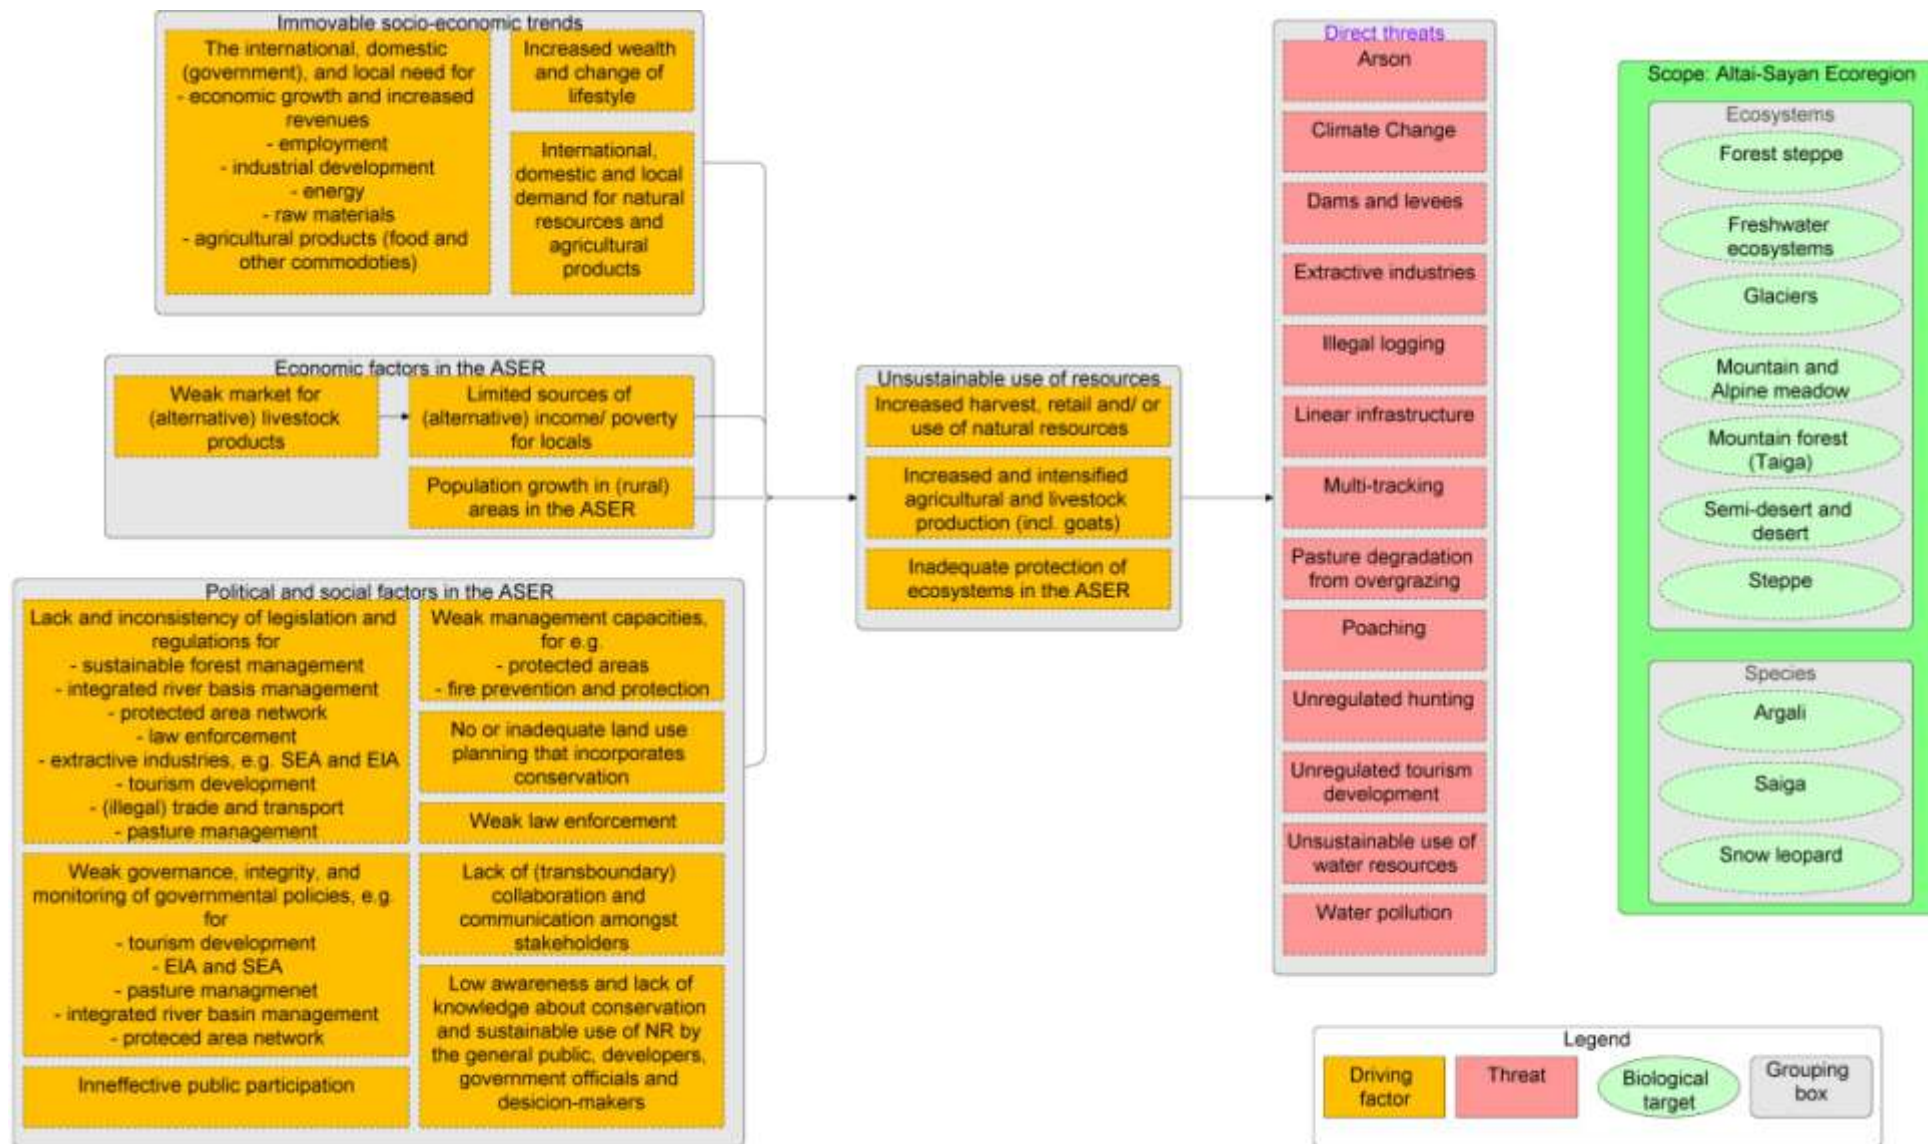 Immovable socio-economic trends
The international, domestic
(government), and local need for
- economic growth and increased
revenues
- employment
- industrial development
- energy
- raw materials
- agricultural products (food and
other commodoties)
Increased wealth
and change of
lifestyle
International,
domestic and local
demand for natural
resources and
agricultural
products
Economic factors in the ASER
Weak market for
(alternative) livestock
products
Limited sources of
(alternative) income/ poverty
for locals
Population growth in (rural)
areas in the ASER
Political and social factors in the ASER
Lack and inconsistency of legislation and
regulations for
- sustainable forest management
- integrated river basis management
- protected area network
- law enforcement
- extractive industries, e.g. SEA and EIA
- tourism development
- (illegal) trade and transport
- pasture management
Weak governance, integrity, and
monitoring of governmental policies, e.g.
for
- tourism development
- EIA and SEA
- pasture managmenet
- integrated river basin management
- proteced area network
Inneffective public participation
Weak management capacities,
for e.g.
- protected areas
- fire prevention and protection
No or inadequate land use
planning that incorporates
conservation
Weak law enforcement
Lack of (transboundary)
collaboration and
communication amongst
stakeholders
Low awareness and lack of
knowledge about conservation
and sustainable use of NR by
the general public, developers,
government officials and
desicion-makers
Unsustainable use of resources
Increased harvest, retail and/ or
use of natural resources
Increased and intensified
agricultural and livestock
production (incl. goats)
Inadequate protection of
ecosystems in the ASER
Direct threats
Arson
Climate Change
Dams and levees
Extractive industries
Illegal logging
Linear infrastructure
Multi-tracking
Pasture degradation
from overgrazing
Poaching
Unregulated hunting
Unregulated tourism
development
Unsustainable use of
water resources
Water pollution
Scope: Altai-Sayan Ecoregion
Ecosystems
Forest steppe
Freshwater
ecosystems
Glaciers
Mountain and
Alpine meadow
Mountain forest
(Taiga)
Semi-desert and
desert
Steppe
Species
Argali
Saiga
Snow leopard
Legend
Driving
factor
Threat
Biological
target
Grouping
box